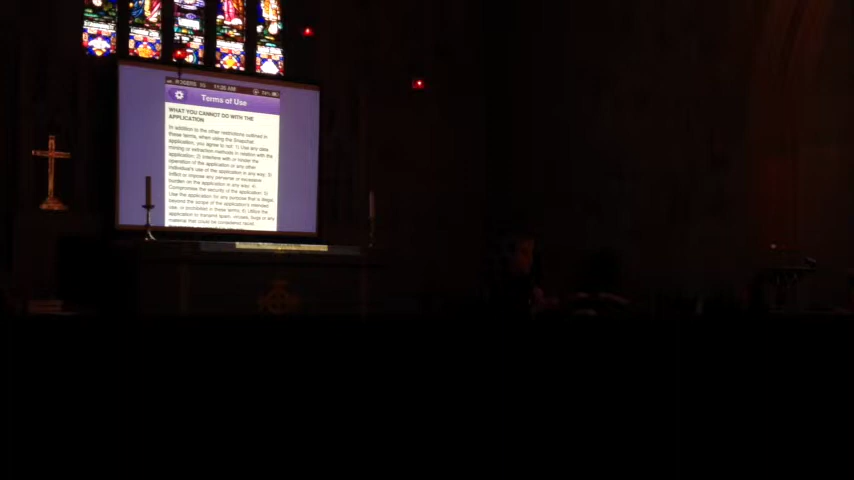 ROGERS 3G 11:25 AM
Terms of Use
WHAT YOU CANNOT DO WITH THE
APPLICATION
In addition to the other restrictions outlined in
these terms, when using the Snapchat
application, you agree to not: 1) Use any data
mining or extraction methods in relation with the
application; 2) Interfere with or hinder the
operation of the application or any other
individual's use of the application in any way; 3)
Inflict or impose any perverse or excessive
burden on the application in any way; 4)
Compromise the security of the application; 5)
Use the application for any purpose that is illegal,
beyond the scope of the application's intended
use, or prohibited in these terms; 6) Utilize the
application to transmit spam, viruses, bugs or any
material that could be considered